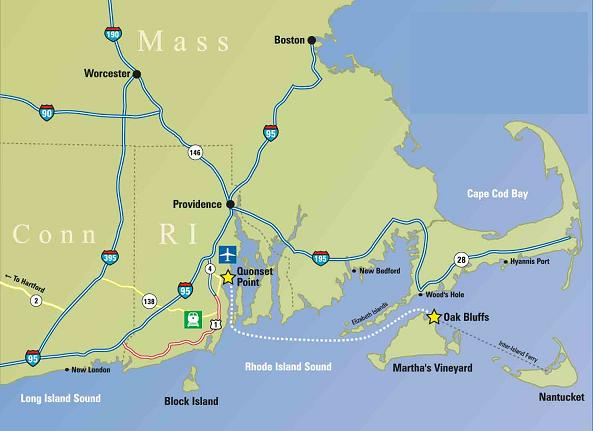 190
Mass
Boston
Worcester
90
95
146
Cape Cod Bay
Providence
Conn
RI
395
195
28
Hyannis Port
4
Quonset
Point
New Bedford
To Hartford
2
138
95
Wood's Hole
Elizabeth Islands
Oak Bluffs
1
Inter-Island Ferry
95
New London
Rhode Island Sound
Martha's Vineyard
Long Island Sound
Block Island
Nantucket